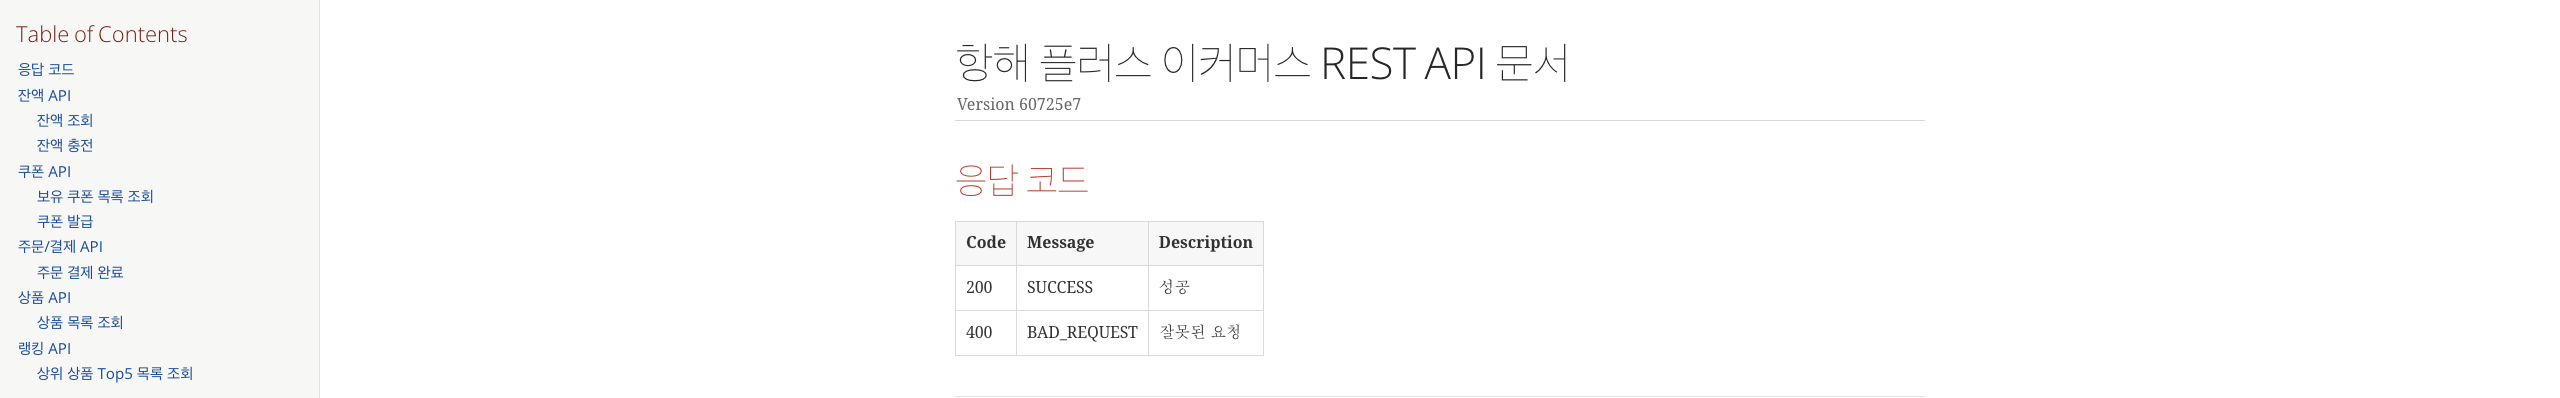 Table of Contents
응답 코드
잔액 API
잔액 조회
잔액 충전
쿠폰 API
보유 쿠폰 목록 조회
쿠폰 발급
주문/결제 API
주문 결제 완료
상품 API
상품 목록 조회
랭킹 API
상위 상품 Top5 목록 조회
항해 플러스 이커머스 REST API 문서
Version 60725e7
응답 코드
Code Message Description
200 SUCCESS 성공
400 BAD_REQUEST 잘못된 요청